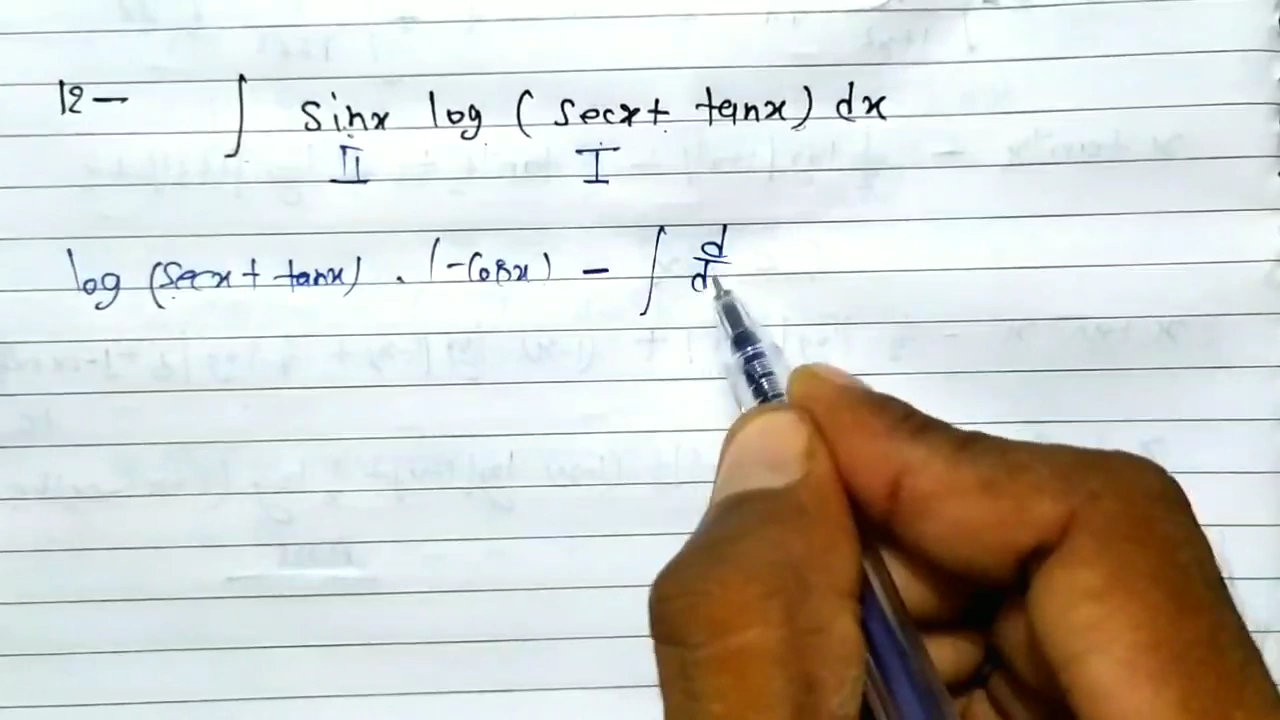 12- ∫ sinx log ( secx + tanx) dx
II I
log (secx + tanx) . (-cosx) - ∫ d/d